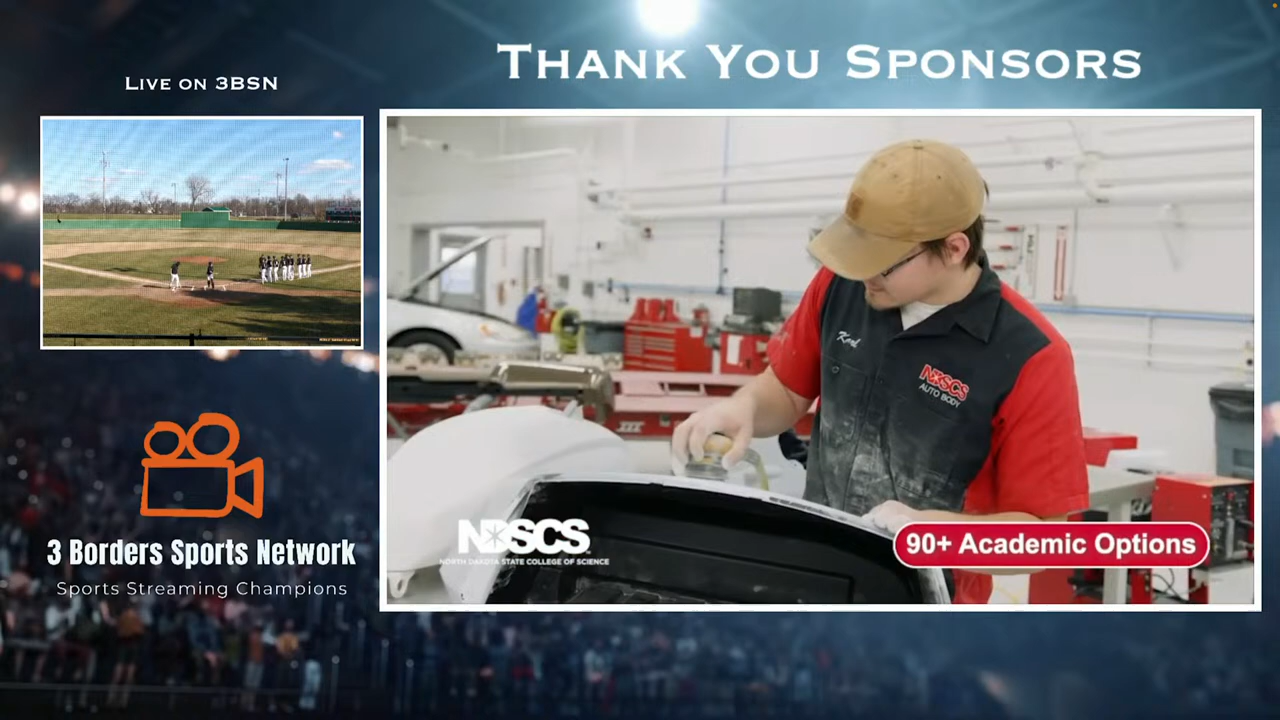 Thank You Sponsors
Live on 3BSN
Karl
NDSCS
AUTO BODY
NDSCS
NORTH DAKOTA STATE COLLEGE OF SCIENCE
90+ Academic Options
3 Borders Sports Network
Sports Streaming Champions